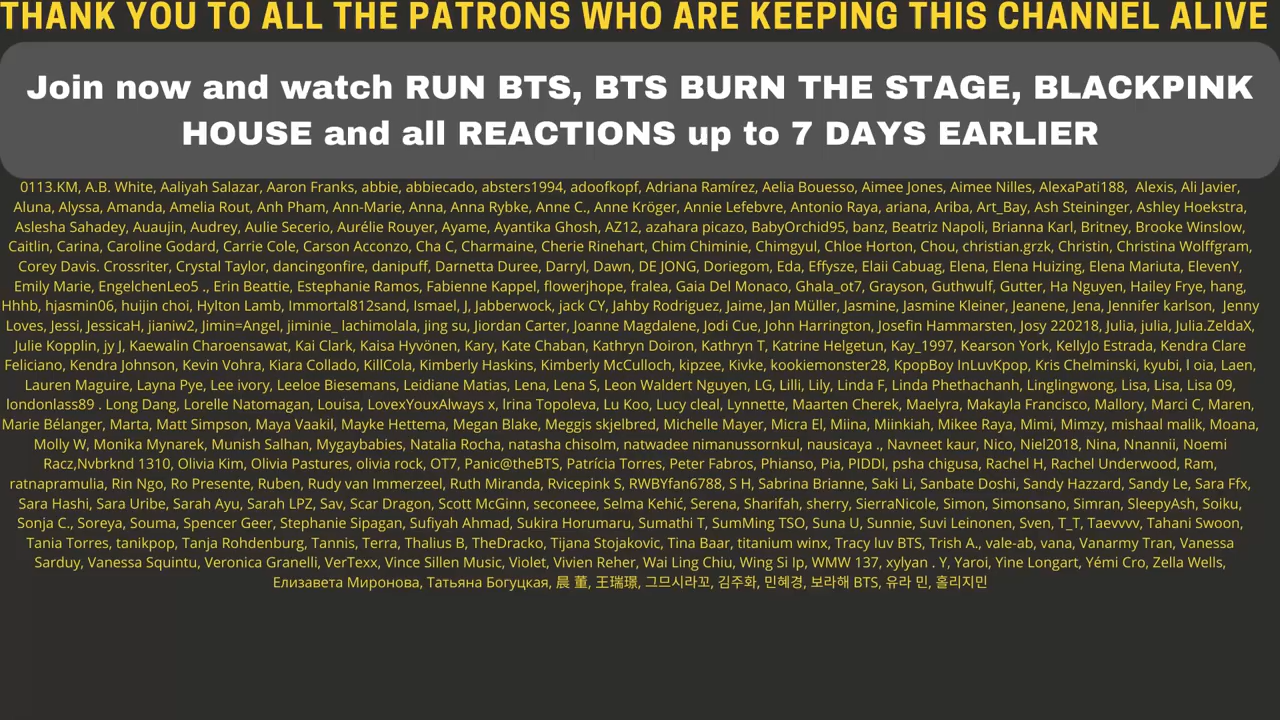 THANK YOU TO ALL THE PATRONS WHO ARE KEEPING THIS CHANNEL ALIVE
Join now and watch RUN BTS, BTS BURN THE STAGE, BLACKPINK
HOUSE and all REACTIONS up to 7 DAYS EARLIER
0113.KM, A.B. White, Aaliyah Salazar, Aaron Franks, abbie, abbiecado, absters1994, adoofkopf, Adriana Ramírez, Aelia Bouesso, Aimee Jones, Aimee Nilles, AlexaPati188,  Alexis, Ali Javier,
Aluna, Alyssa, Amanda, Amelia Rout, Anh Pham, Ann-Marie, Anna, Anna Rybke, Anne C., Anne Kröger, Annie Lefebvre, Antonio Raya, ariana, Ariba, Art_Bay, Ash Steininger, Ashley Hoekstra,
Aslesha Sahadey, Auaujin, Audrey, Aulie Secerio, Aurélie Rouyer, Ayame, Ayantika Ghosh, AZ12, azahara picazo, BabyOrchid95, banz, Beatriz Napoli, Brianna Karl, Britney, Brooke Winslow,
Caitlin, Carina, Caroline Godard, Carrie Cole, Carson Acconzo, Cha C, Charmaine, Cherie Rinehart, Chim Chiminie, Chimgyul, Chloe Horton, Chou, christian.grzk, Christin, Christina Wolffgram,
Corey Davis. Crossriter, Crystal Taylor, dancingonfire, danipuff, Darnetta Duree, Darryl, Dawn, DE JONG, Doriegom, Eda, Effysze, Elaii Cabuag, Elena, Elena Huizing, Elena Mariuta, ElevenY,
Emily Marie, EngelchenLeo5 ., Erin Beattie, Estephanie Ramos, Fabienne Kappel, flowerjhope, fralea, Gaia Del Monaco, Ghala_ot7, Grayson, Guthwulf, Gutter, Ha Nguyen, Hailey Frye, hang,
Hhhb, hjasmin06, huijin choi, Hylton Lamb, Immortal812sand, Ismael, J, Jabberwock, jack CY, Jahby Rodriguez, Jaime, Jan Müller, Jasmine, Jasmine Kleiner, Jeanene, Jena, Jennifer karlson,  Jenny
Loves, Jessi, JessicaH, jianiw2, Jimin=Angel, jiminie_ lachimolala, jing su, Jiordan Carter, Joanne Magdalene, Jodi Cue, John Harrington, Josefin Hammarsten, Josy 220218, Julia, julia, Julia.ZeldaX,
Julie Kopplin, jy J, Kaewalin Charoensawat, Kai Clark, Kaisa Hyvönen, Kary, Kate Chaban, Kathryn Doiron, Kathryn T, Katrine Helgetun, Kay_1997, Kearson York, KellyJo Estrada, Kendra Clare
Feliciano, Kendra Johnson, Kevin Vohra, Kiara Collado, KillCola, Kimberly Haskins, Kimberly McCulloch, kipzee, Kivke, kookiemonster28, KpopBoy InLuvKpop, Kris Chelminski, kyubi, l oia, Laen,
Lauren Maguire, Layna Pye, Lee ivory, Leeloe Biesemans, Leidiane Matias, Lena, Lena S, Leon Waldert Nguyen, LG, Lilli, Lily, Linda F, Linda Phethachanh, Linglingwong, Lisa, Lisa, Lisa 09,
londonlass89 . Long Dang, Lorelle Natomagan, Louisa, LovexYouxAlways x, lrina Topoleva, Lu Koo, Lucy cleal, Lynnette, Maarten Cherek, Maelyra, Makayla Francisco, Mallory, Marci C, Maren,
Marie Bélanger, Marta, Matt Simpson, Maya Vaakil, Mayke Hettema, Megan Blake, Meggis skjelbred, Michelle Mayer, Micra El, Miina, Miinkiah, Mikee Raya, Mimi, Mimzy, mishaal malik, Moana,
Molly W, Monika Mynarek, Munish Salhan, Mygaybabies, Natalia Rocha, natasha chisolm, natwadee nimanussornkul, nausicaya ., Navneet kaur, Nico, Niel2018, Nina, Nnannii, Noemi
Racz,Nvbrknd 1310, Olivia Kim, Olivia Pastures, olivia rock, OT7, Panic@theBTS, Patrícia Torres, Peter Fabros, Phianso, Pia, PIDDI, psha chigusa, Rachel H, Rachel Underwood, Ram,
ratnapramulia, Rin Ngo, Ro Presente, Ruben, Rudy van Immerzeel, Ruth Miranda, Rvicepink S, RWBYfan6788, S H, Sabrina Brianne, Saki Li, Sanbate Doshi, Sandy Hazzard, Sandy Le, Sara Ffx,
Sara Hashi, Sara Uribe, Sarah Ayu, Sarah LPZ, Sav, Scar Dragon, Scott McGinn, seconeee, Selma Kehić, Serena, Sharifah, sherry, SierraNicole, Simon, Simonsano, Simran, SleepyAsh, Soiku,
Sonja C., Soreya, Souma, Spencer Geer, Stephanie Sipagan, Sufiyah Ahmad, Sukira Horumaru, Sumathi T, SumMing TSO, Suna U, Sunnie, Suvi Leinonen, Sven, T_T, Taevvvv, Tahani Swoon,
Tania Torres, tanikpop, Tanja Rohdenburg, Tannis, Terra, Thalius B, TheDracko, Tijana Stojakovic, Tina Baar, titanium winx, Tracy luv BTS, Trish A., vale-ab, vana, Vanarmy Tran, Vanessa
Sarduy, Vanessa Squintu, Veronica Granelli, VerTexx, Vince Sillen Music, Violet, Vivien Reher, Wai Ling Chiu, Wing Si Ip, WMW 137, xylyan . Y, Yaroi, Yine Longart, Yémi Cro, Zella Wells,
Елизавета Миронова, Татьяна Богуцкая, 晨 董, 王瑞璟, 그므시라꼬, 김주화, 민혜경, 보라해 BTS, 유라 민, 홀리지민